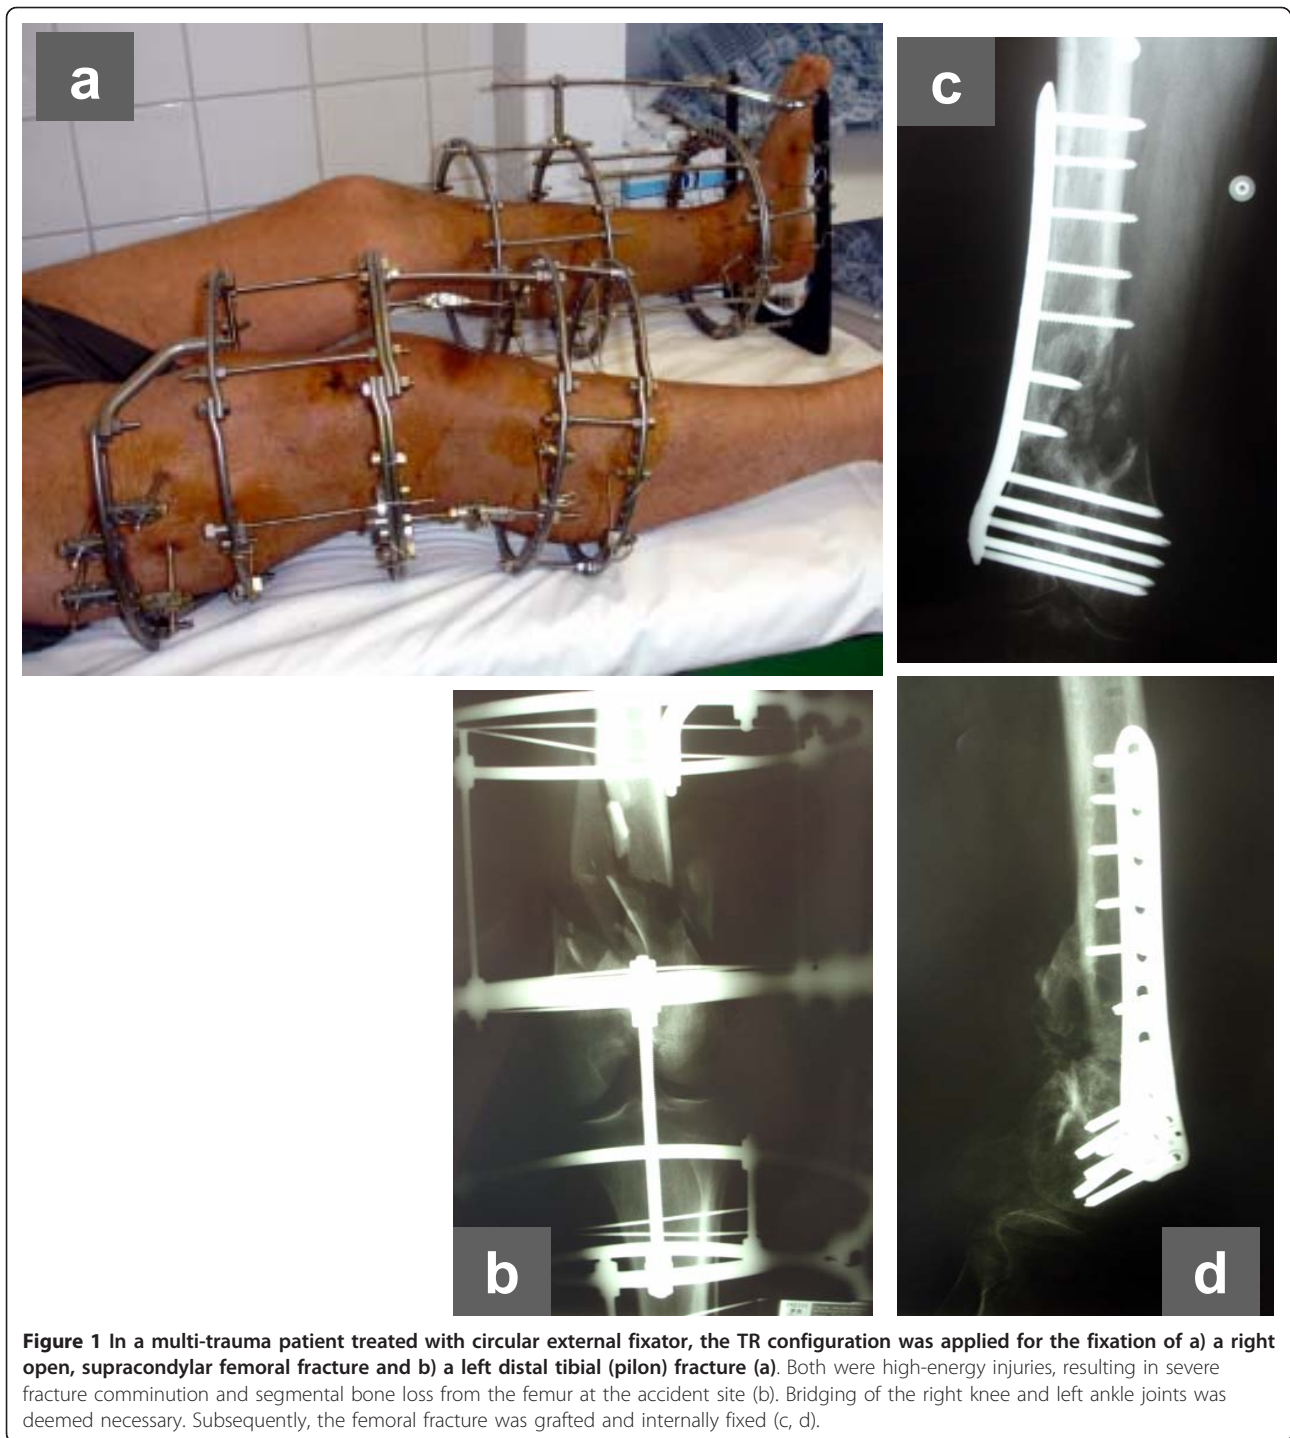 a
c
b
d
Figure 1 In a multi-trauma patient treated with circular external fixator, the TR configuration was applied for the fixation of a) a right
open, supracondylar femoral fracture and b) a left distal tibial (pilon) fracture (a). Both were high-energy injuries, resulting in severe
fracture comminution and segmental bone loss from the femur at the accident site (b). Bridging of the right knee and left ankle joints was
deemed necessary. Subsequently, the femoral fracture was grafted and internally fixed (c, d).